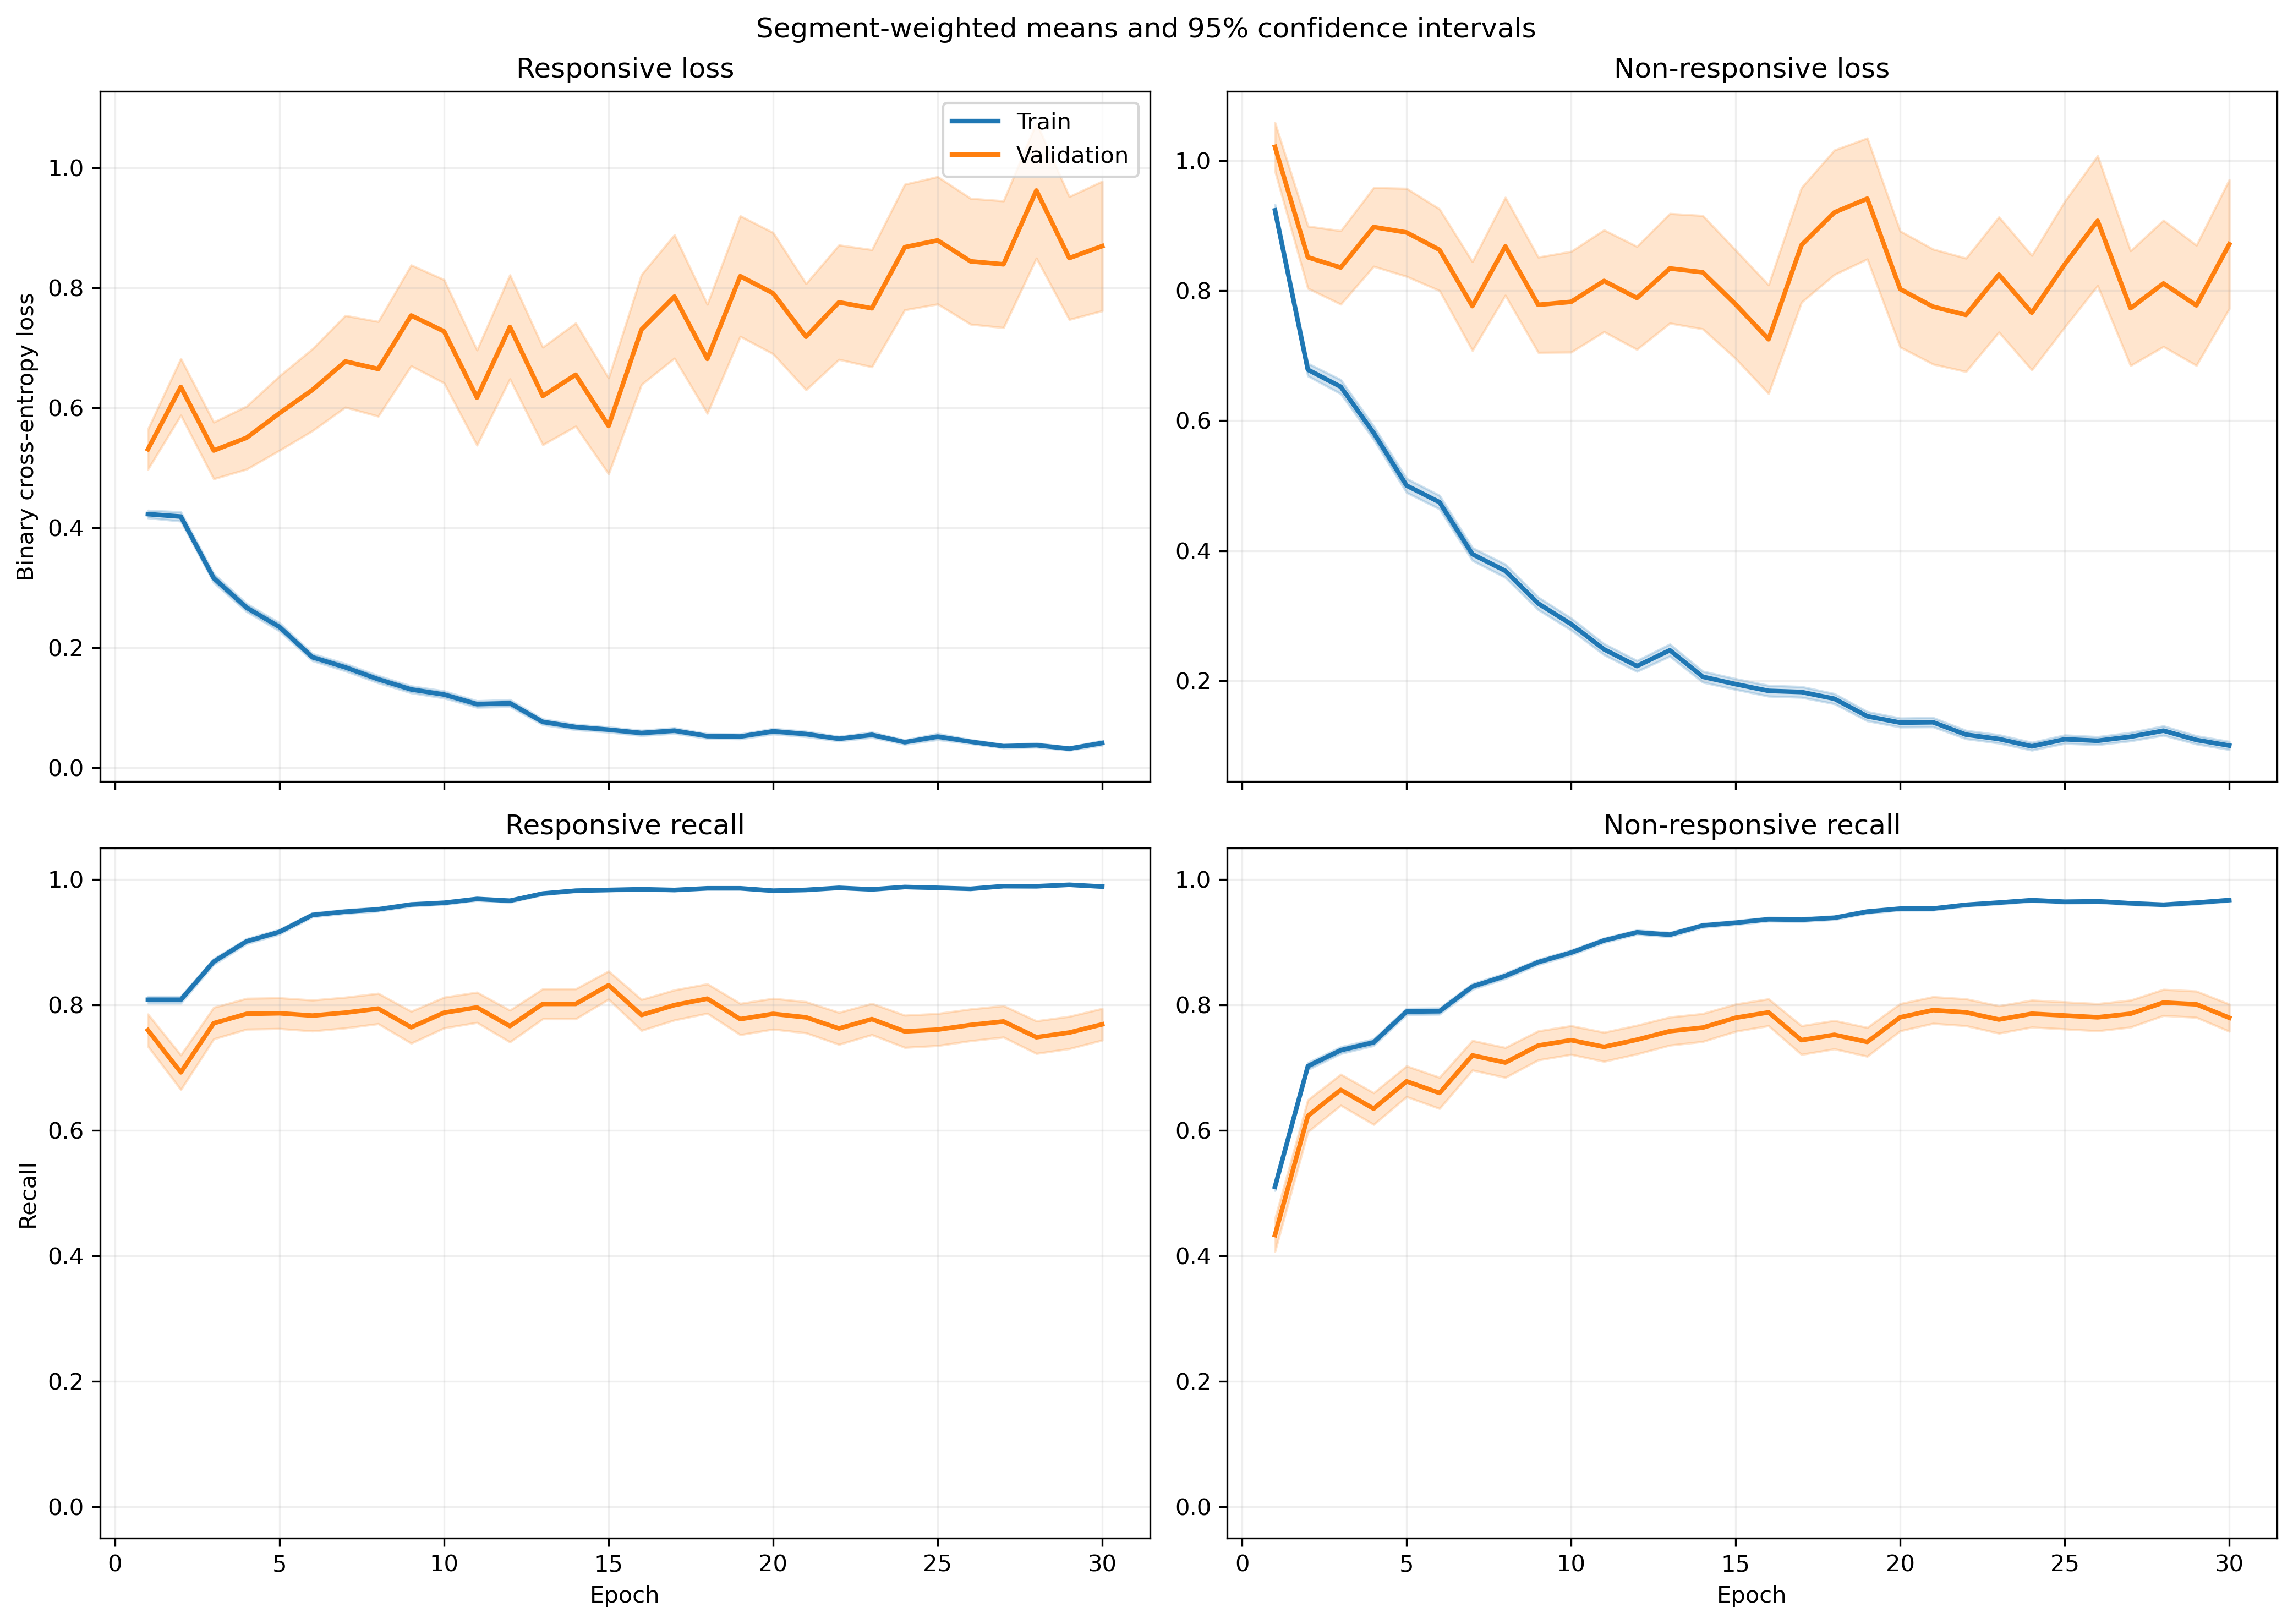 Segment-weighted means and 95% confidence intervals
Responsive loss
Binary cross-entropy loss
1.0
0.8
0.6
0.4
0.2
0.0
Train
Validation
Non-responsive loss
1.0
0.8
0.6
0.4
0.2
Responsive recall
Recall
1.0
0.8
0.6
0.4
0.2
0.0
0 5 10 15 20 25 30
Epoch
Non-responsive recall
1.0
0.8
0.6
0.4
0.2
0.0
0 5 10 15 20 25 30
Epoch